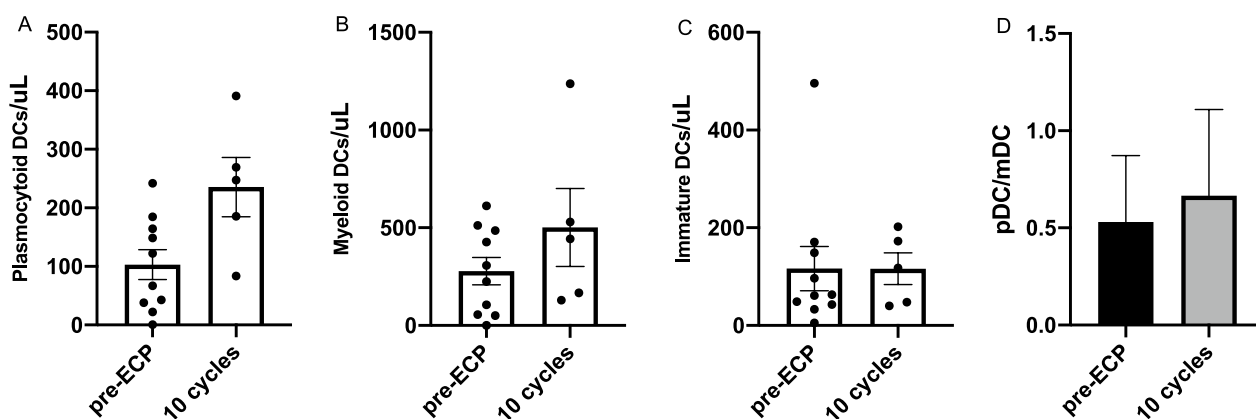 A
Plasmocytoid DCs/uL
500
400
300
200
100
0
pre-ECP
10 cycles
B
Myeloid DCs/uL
1500
1000
500
0
pre-ECP
10 cycles
C
Immature DCs/uL
600
400
200
0
pre-ECP
10 cycles
D
pDC/mDC
1.5
1.0
0.5
0.0
pre-ECP
10 cycles